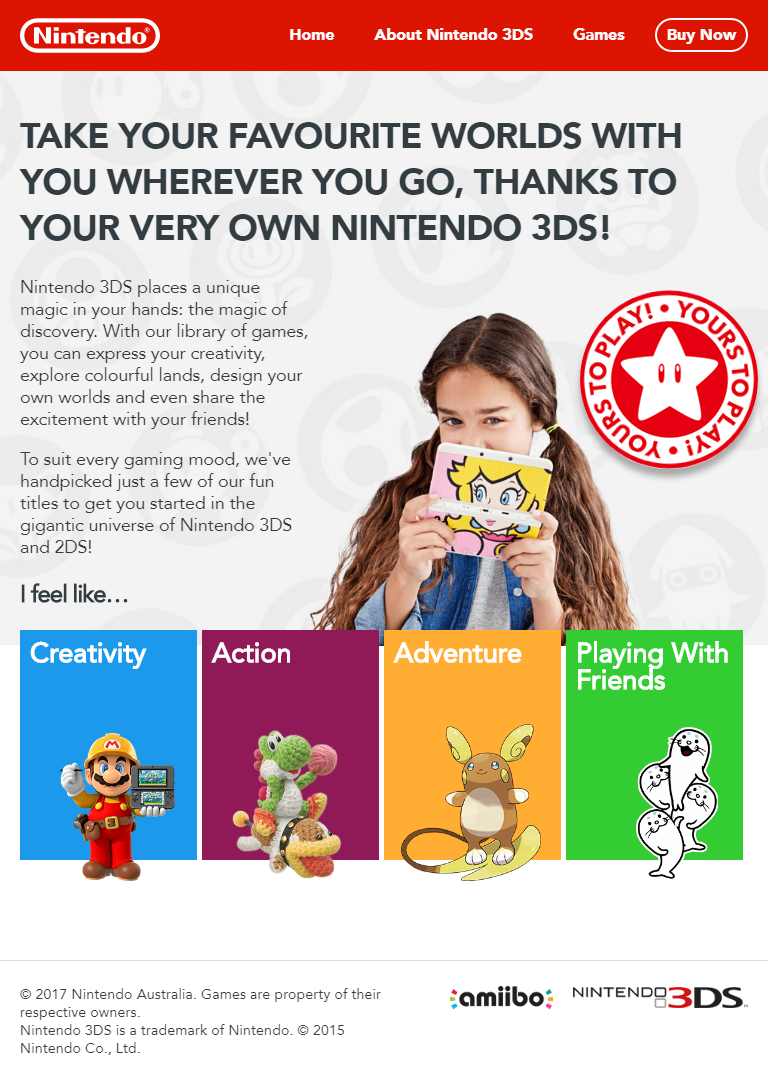 Nintendo®
Home
About Nintendo 3DS
Games
Buy Now
TAKE YOUR FAVOURITE WORLDS WITH
YOU WHEREVER YOU GO, THANKS TO
YOUR VERY OWN NINTENDO 3DS!
Nintendo 3DS places a unique
magic in your hands: the magic of
discovery. With our library of games,
you can express your creativity,
explore colourful lands, design your
own worlds and even share the
excitement with your friends!
YOURS TO PLAY! • YOURS TO PLAY! •
To suit every gaming mood, we've
handpicked just a few of our fun
titles to get you started in the
gigantic universe of Nintendo 3DS
and 2DS!
I feel like…
Creativity
Action
Adventure
Playing With
Friends
M
© 2017 Nintendo Australia. Games are property of their
respective owners.
Nintendo 3DS is a trademark of Nintendo. © 2015
Nintendo Co., Ltd.
amiibo
NINTENDO 3DS™